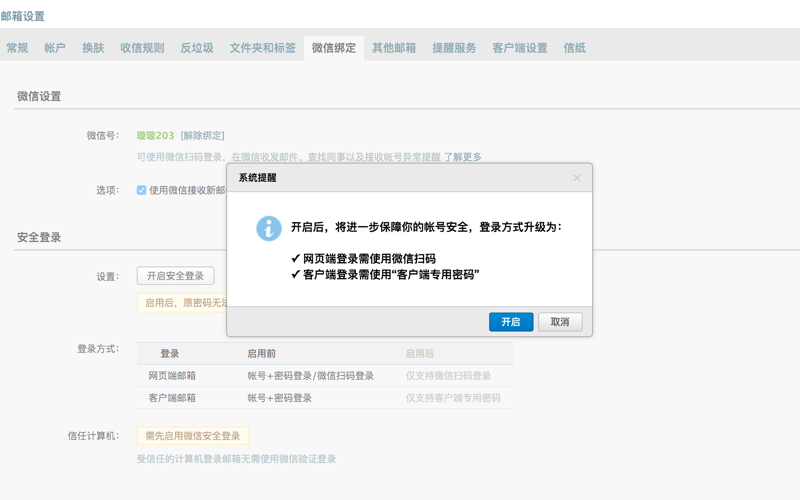 邮箱设置
常规 帐户 换肤 收信规则 反垃圾 文件夹和标签 微信绑定 其他邮箱 提醒服务 客户端设置 信纸
微信设置
微信号： 璇璇203 [解除绑定]
可使用微信扫码登录，在微信收发邮件、查找同事以及接收帐号异常提醒 了解更多
系统提醒 ×
选项： 使用微信接收新邮
开启后，将进一步保障你的帐号安全，登录方式升级为：
✓ 网页端登录需使用微信扫码
✓ 客户端登录需使用“客户端专用密码”
安全登录
设置： 开启安全登录
启用后，原密码无法
开启 取消
登录方式： 登录 启用前 启用后
网页端邮箱 帐号+密码登录/微信扫码登录 仅支持微信扫码登录
客户端邮箱 帐号+密码登录 仅支持客户端专用密码
信任计算机： 需先启用微信安全登录
受信任的计算机登录邮箱无需使用微信验证登录